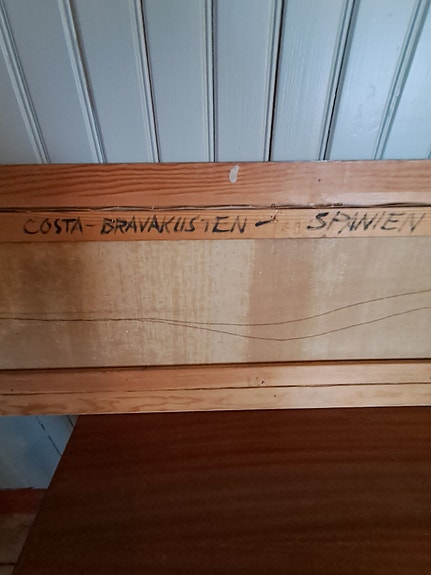 COSTA-BRAVAKUSTEN - SPANIEN